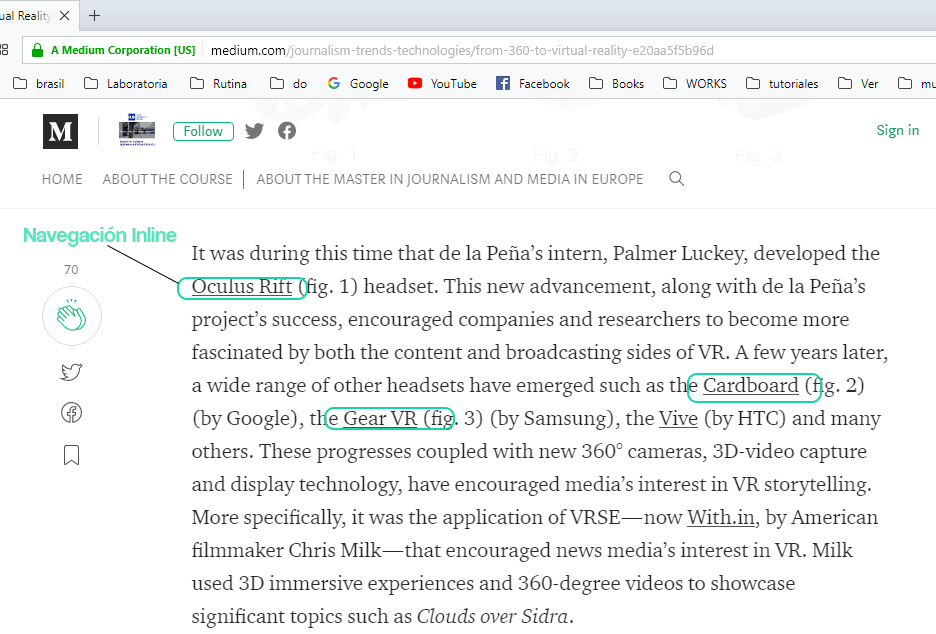 ual Reality
A Medium Corporation [US] medium.com/journalism-trends-technologies/from-360-to-virtual-reality-e20aa5f5b96d
brasil Laboratoria Rutina do Google YouTube Facebook Books WORKS tutoriales Ver mu
M Follow Sign in
Fig. 1 Fig. 2 Fig. 3
HOME ABOUT THE COURSE ABOUT THE MASTER IN JOURNALISM AND MEDIA IN EUROPE
Navegación Inline
70
It was during this time that de la Peña’s intern, Palmer Luckey, developed the
Oculus Rift (fig. 1) headset. This new advancement, along with de la Peña’s
project’s success, encouraged companies and researchers to become more
fascinated by both the content and broadcasting sides of VR. A few years later,
a wide range of other headsets have emerged such as the Cardboard (fig. 2)
(by Google), the Gear VR (fig. 3) (by Samsung), the Vive (by HTC) and many
others. These progresses coupled with new 360° cameras, 3D-video capture
and display technology, have encouraged media’s interest in VR storytelling.
More specifically, it was the application of VRSE—now With.in, by American
filmmaker Chris Milk—that encouraged news media’s interest in VR. Milk
used 3D immersive experiences and 360-degree videos to showcase
significant topics such as Clouds over Sidra.